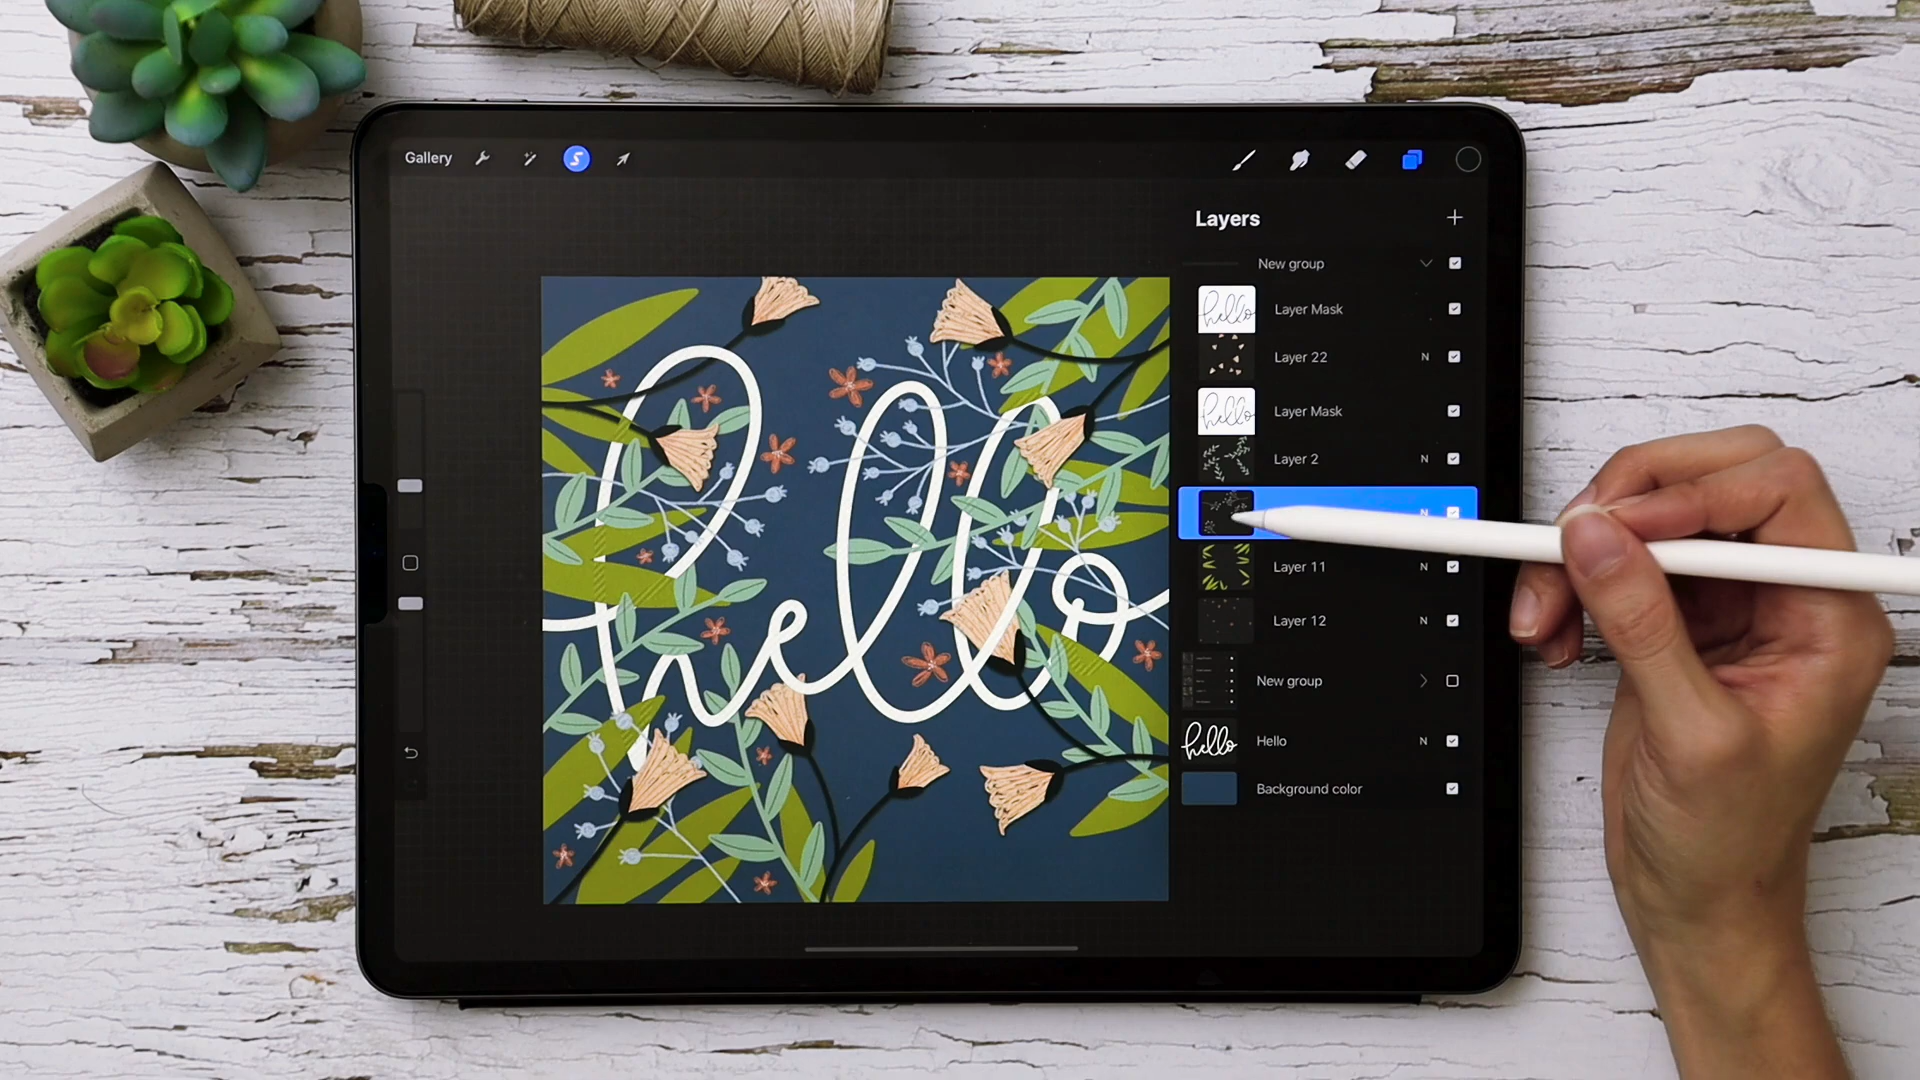 Gallery
Layers
New group
Layer Mask
Layer 22 N
Layer Mask
Layer 2 N
N
Layer 11 N
Layer 12 N
New group
Hello N
Background color
hello